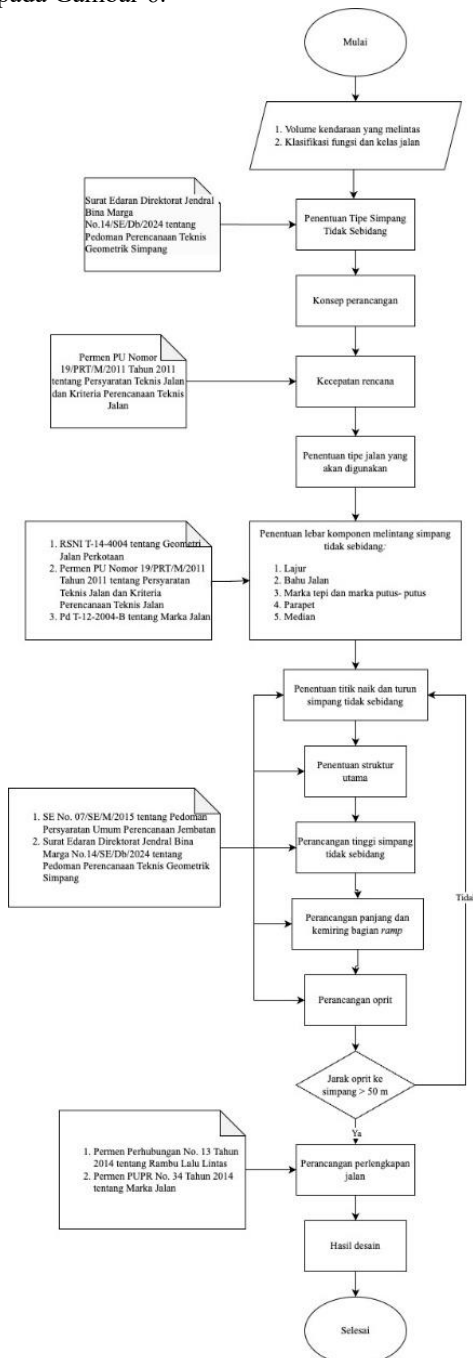 pada Gambar 6.
Mulai
1. Volume kendaraan yang melintas
2. Klasifikasi fungsi dan kelas jalan
Surat Edaran Direktorat Jendral
Bina Marga
No.14/SE/Db/2024 tentang
Pedoman Perencanaan Teknis
Geometrik Simpang
Penentuan Tipe Simpang
Tidak Sebidang
Konsep perancangan
Permen PU Nomor
19/PRT/M/2011 Tahun 2011
tentang Persyaratan Teknis Jalan
dan Kriteria Perencanaan Teknis
Jalan
Kecepatan rencana
Penentuan tipe jalan yang
akan digunakan
1. RSNI T-14-4004 tentang Geometri
Jalan Perkotaan
2. Permen PU Nomor 19/PRT/M/2011
Tahun 2011 tentang Persyaratan
Teknis Jalan dan Kriteria
Perencanaan Teknis Jalan
3. Pd T-12-2004-B tentang Marka Jalan
Penentuan lebar komponen melintang simpang
tidak sebidang:
1. Lajur
2. Bahu Jalan
3. Marka tepi dan marka putus- putus
4. Parapet
5. Median
Penentuan titik naik dan turun
simpang tidak sebidang
Penentuan struktur
utama
1. SE No. 07/SE/M/2015 tentang Pedoman
Persyaratan Umum Perencanaan Jembatan
2. Surat Edaran Direktorat Jendral Bina
Marga No.14/SE/Db/2024 tentang
Pedoman Perencanaan Teknis Geometrik
Simpang
Perancangan tinggi simpang
tidak sebidang
Perancangan panjang dan
kemiring bagian ramp
Perancangan oprit
Tidak
Jarak oprit ke
simpang > 50 m
Ya
1. Permen Perhubungan No. 13 Tahun
2014 tentang Rambu Lalu Lintas
2. Permen PUPR No. 34 Tahun 2014
tentang Marka Jalan
Perancangan perlengkapan
jalan
Hasil desain
Selesai